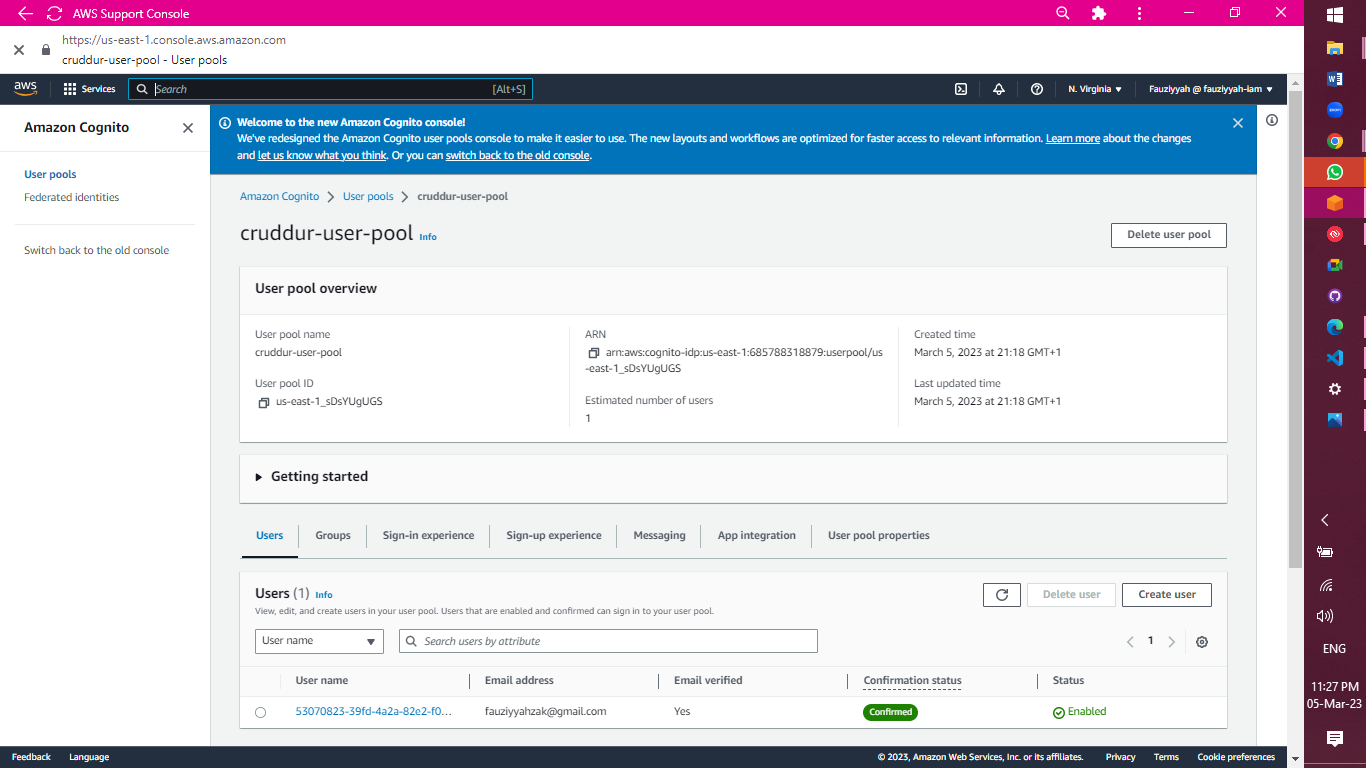 AWS Support Console
https://us-east-1.console.aws.amazon.com
cruddur-user-pool - User pools
aws
Services
Search
[Alt+S]
N. Virginia
Fauziyyah @ fauziyyah-iam
Amazon Cognito
User pools
Federated identities
Switch back to the old console
Welcome to the new Amazon Cognito console!
We've redesigned the Amazon Cognito user pools console to make it easier to use. The new layouts and workflows are optimized for faster access to relevant information. Learn more about the changes
and let us know what you think. Or you can switch back to the old console.
Amazon Cognito
User pools
cruddur-user-pool
cruddur-user-pool Info
Delete user pool
User pool overview
User pool name
cruddur-user-pool
User pool ID
us-east-1_sDsYUgUGS
ARN
arn:aws:cognito-idp:us-east-1:685788318879:userpool/us
-east-1_sDsYUgUGS
Estimated number of users
1
Created time
March 5, 2023 at 21:18 GMT+1
Last updated time
March 5, 2023 at 21:18 GMT+1
Getting started
Users
Groups
Sign-in experience
Sign-up experience
Messaging
App integration
User pool properties
Users (1) Info
View, edit, and create users in your user pool. Users that are enabled and confirmed can sign in to your user pool.
Delete user
Create user
User name
Search users by attribute
1
User name
Email address
Email verified
Confirmation status
Status
53070823-39fd-4a2a-82e2-f0...
fauziyyahzak@gmail.com
Yes
Confirmed
Enabled
Feedback
Language
© 2023, Amazon Web Services, Inc. or its affiliates.
Privacy
Terms
Cookie preferences
ENG
11:27 PM
05-Mar-23